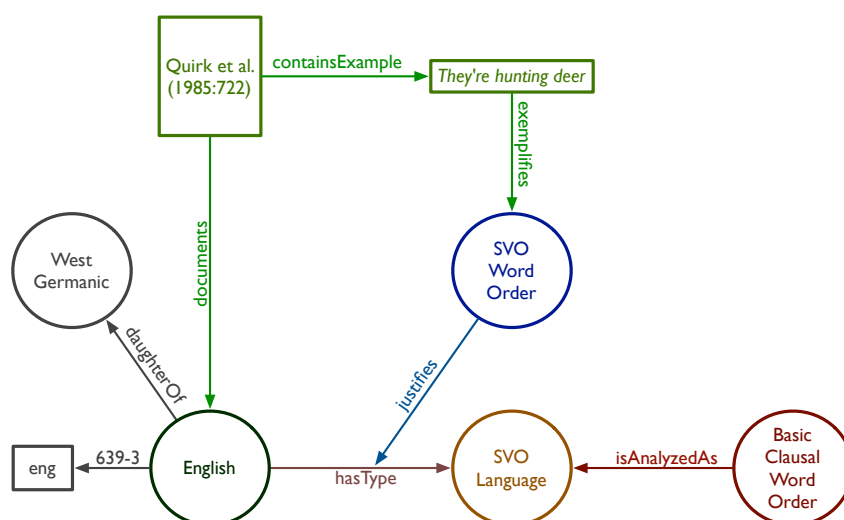 Quirk et al.
(1985:722)
containsExample
They're hunting deer
exemplifies
documents
West
Germanic
SVO
Word
Order
daughterOf
justifies
eng
639-3
English
hasType
SVO
Language
isAnalyzedAs
Basic
Clausal
Word
Order